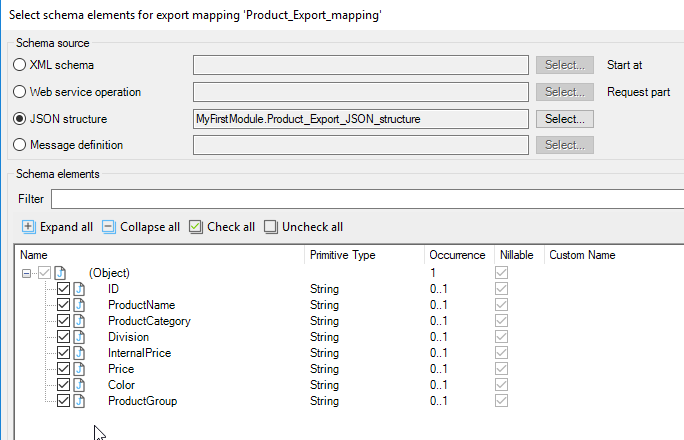 Select schema elements for export mapping 'Product_Export_mapping'
Schema source
XML schema Select... Start at
Web service operation Select... Request part
JSON structure MyFirstModule.Product_Export_JSON_structure Select...
Message definition Select...
Schema elements
Filter
Expand all Collapse all Check all Uncheck all
Name Primitive Type Occurrence Nillable Custom Name
(Object) 1
ID String 0..1
ProductName String 0..1
ProductCategory String 0..1
Division String 0..1
InternalPrice String 0..1
Price String 0..1
Color String 0..1
ProductGroup String 0..1